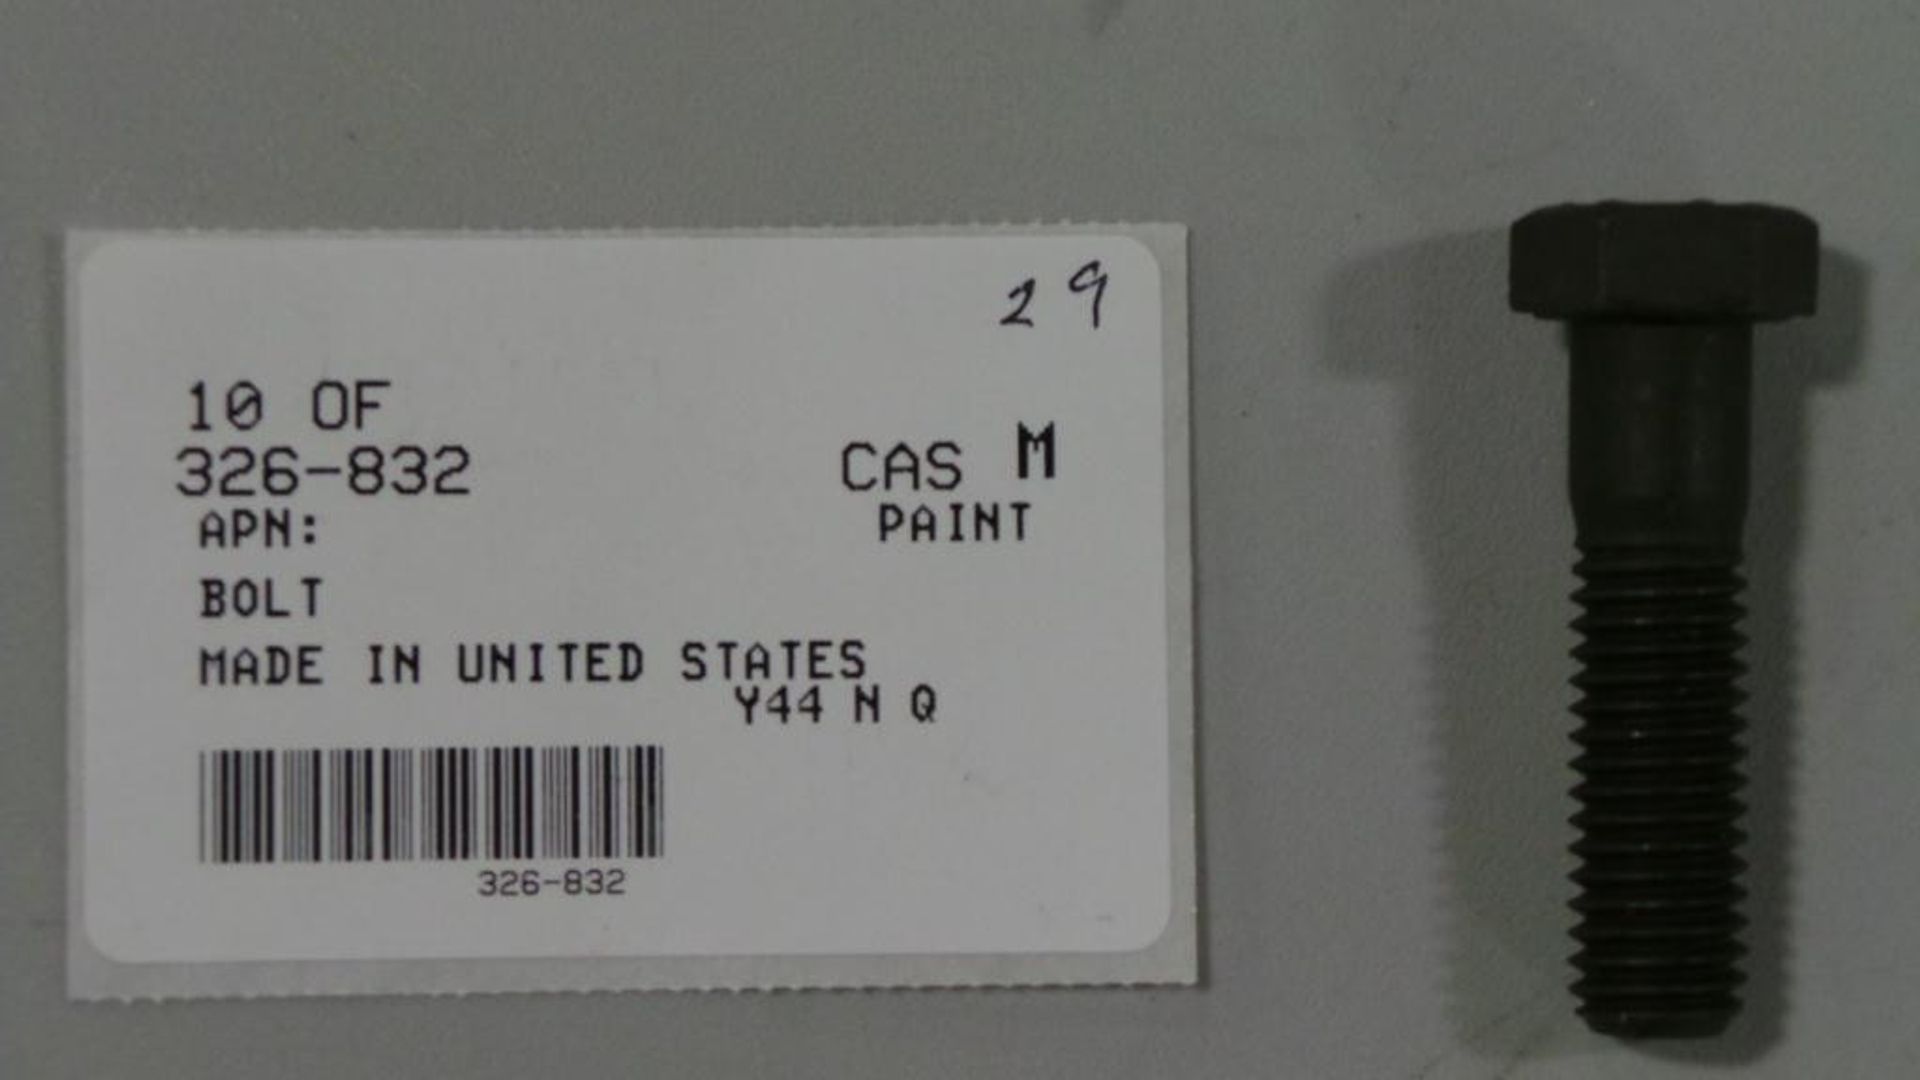 29
10 OF
326-832 CAS M
APN: PAINT
BOLT
MADE IN UNITED STATES
Y44 N Q
326-832